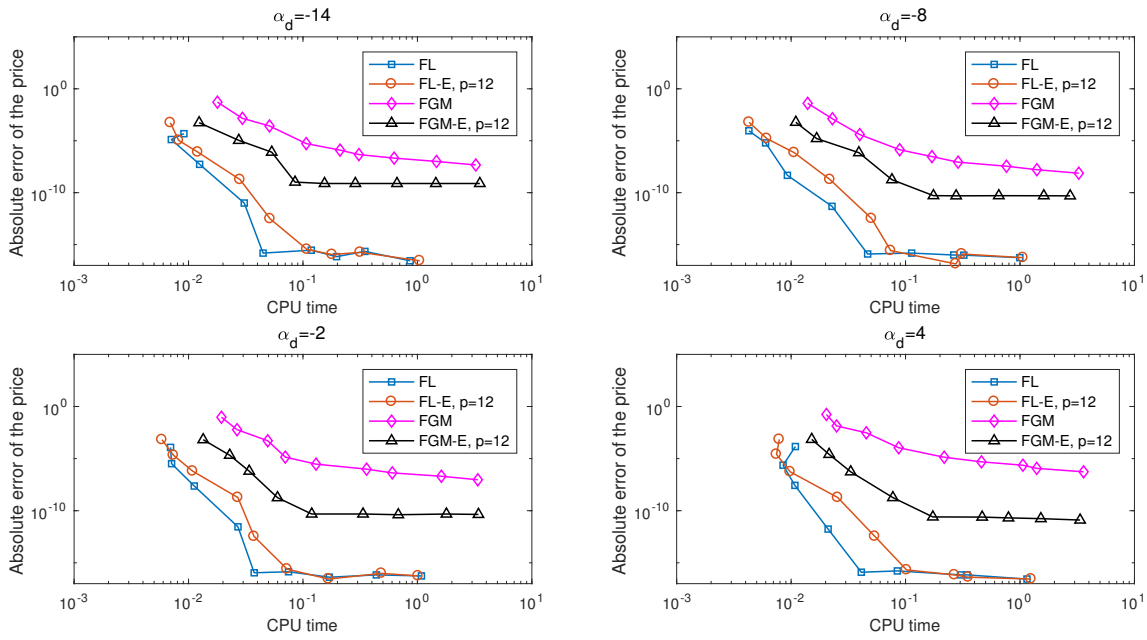 α_d=-14
Absolute error of the price
10^0
10^-10
FL
FL-E, p=12
FGM
FGM-E, p=12
10^-3
10^-2
10^-1
10^0
10^1
CPU time
α_d=-8
Absolute error of the price
10^0
10^-10
FL
FL-E, p=12
FGM
FGM-E, p=12
10^-3
10^-2
10^-1
10^0
10^1
CPU time
α_d=-2
Absolute error of the price
10^0
10^-10
FL
FL-E, p=12
FGM
FGM-E, p=12
10^-3
10^-2
10^-1
10^0
10^1
CPU time
α_d=4
Absolute error of the price
10^0
10^-10
FL
FL-E, p=12
FGM
FGM-E, p=12
10^-3
10^-2
10^-1
10^0
10^1
CPU time